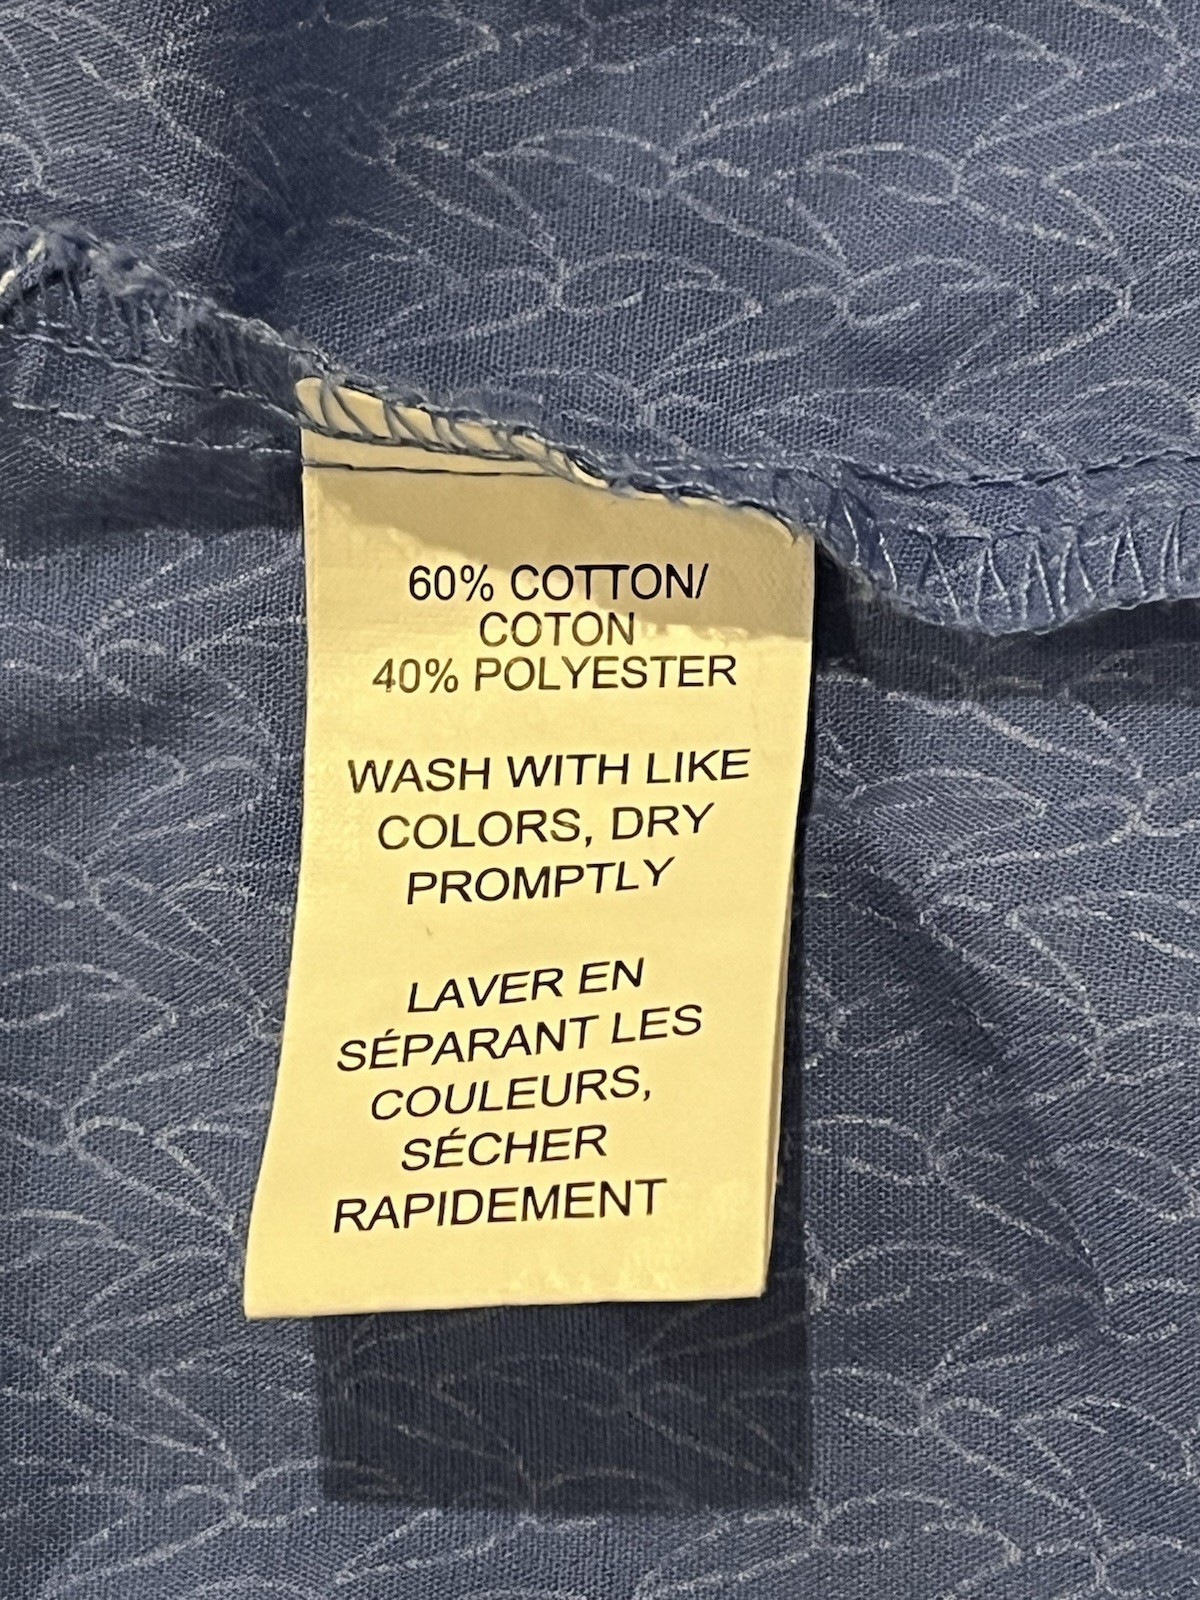 60% COTTON/
COTON
40% POLYESTER
WASH WITH LIKE
COLORS, DRY
PROMPTLY
LAVER EN
SÉPARANT LES
COULEURS,
SÉCHER
RAPIDEMENT